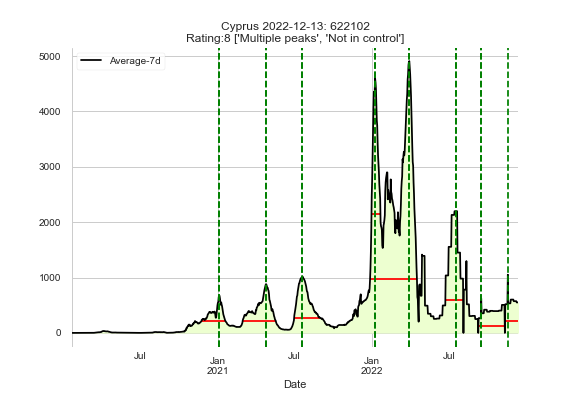 Cyprus 2022-12-13: 622102
Rating:8 ['Multiple peaks', 'Not in control']
Average-7d
5000
4000
3000
2000
1000
0
Jul
Jan
2021
Jul
Jan
2022
Jul
Date